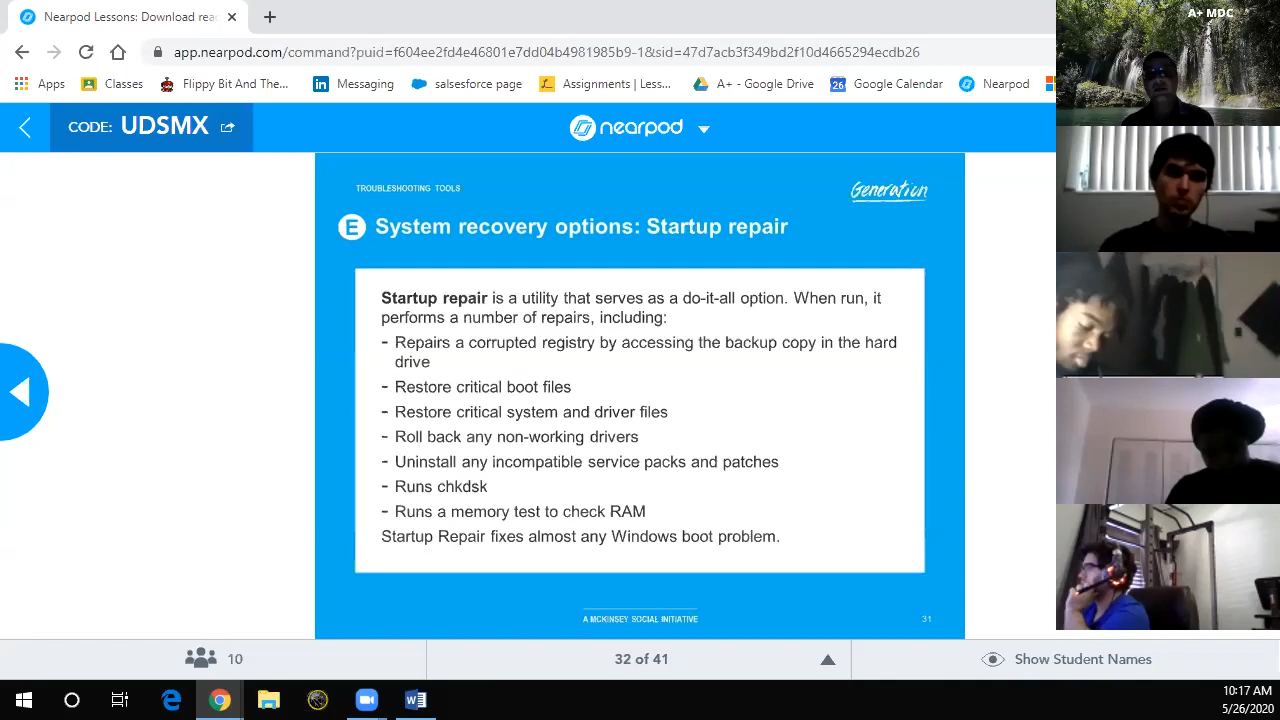 Nearpod Lessons: Download rea
A+ MDC
app.nearpod.com/command?puid=f604ee2fd4e46801e7dd04b4981985b9-1&sid=47d7acb3f349bd2f10d4665294ecdb26
Apps Classes Flippy Bit And The... Messaging salsesforce page Assignments | Less... A+ - Google Drive 26 Google Calendar Nearpod
CODE: UDSMX nearpod
TROUBLESHOOTING TOOLS Generation
E System recovery options: Startup repair
Startup repair is a utility that serves as a do-it-all option. When run, it
performs a number of repairs, including:
- Repairs a corrupted registry by accessing the backup copy in the hard
drive
- Restore critical boot files
- Restore critical system and driver files
- Roll back any non-working drivers
- Uninstall any incompatible service packs and patches
- Runs chkdsk
- Runs a memory test to check RAM
Startup Repair fixes almost any Windows boot problem.
A MCKINSEY SOCIAL INITIATIVE 31
10 32 of 41 Show Student Names
10:17 AM
5/26/2020